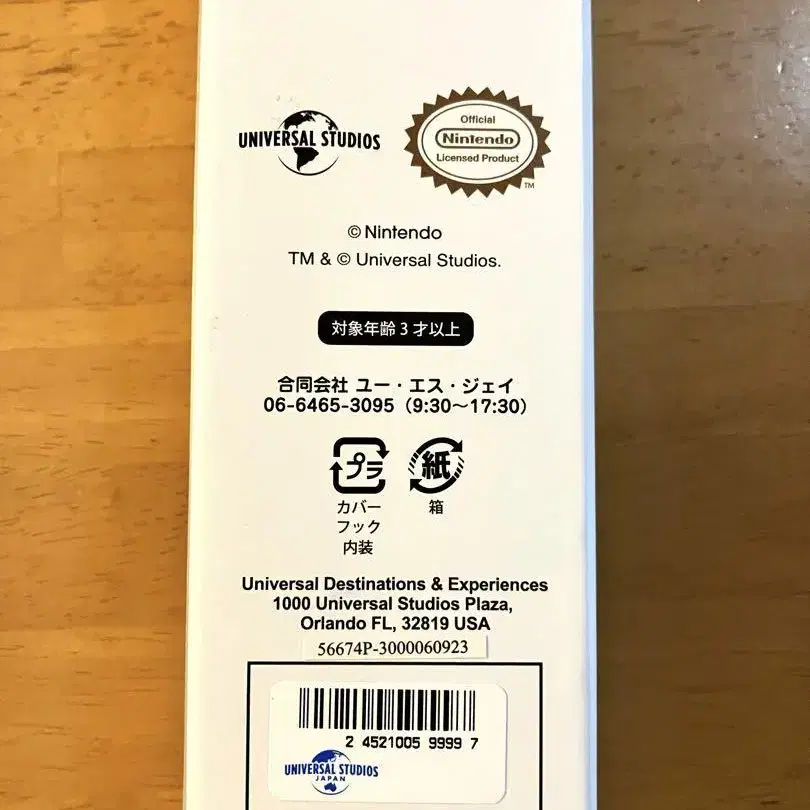 UNIVERSAL STUDIOS
Official
Nintendo
Licensed Product
TM
© Nintendo
TM & © Universal Studios.
対象年齢 3 才以上
合同会社 ユー・エス・ジェイ
06-6465-3095（9:30〜17:30）
プラ 紙
カバー 箱
フック
内装
Universal Destinations & Experiences
1000 Universal Studios Plaza,
Orlando FL, 32819 USA
56674P-3000060923
2 4521005 9999 7
UNIVERSAL STUDIOS
JAPAN